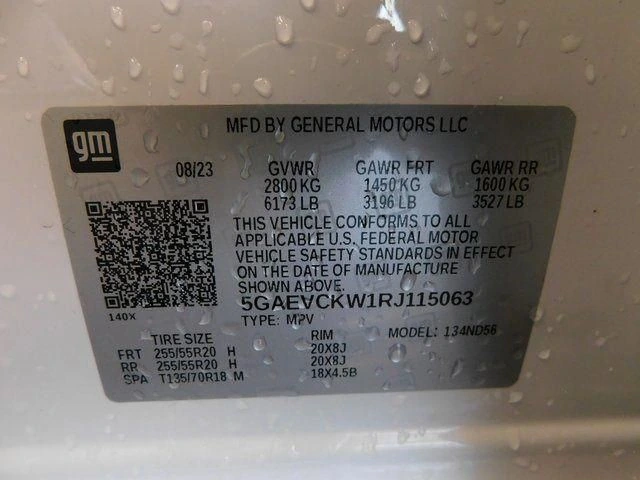 gm
MFD BY GENERAL MOTORS LLC
08/23 GVWR GAWR FRT GAWR RR
2800 KG 1450 KG 1600 KG
6173 LB 3196 LB 3527 LB
THIS VEHICLE CONFORMS TO ALL
APPLICABLE U.S. FEDERAL MOTOR
VEHICLE SAFETY STANDARDS IN EFFECT
ON THE DATE OF MANUFACTURE
SHOWN ABOVE.
140X 5GAEVCKW1RJ115063
TYPE: MPV MODEL: 134ND56
TIRE SIZE RIM
FRT 255/55R20 H 20X8J
RR 255/55R20 H 20X8J
SPA T135/70R18 M 18X4.5B